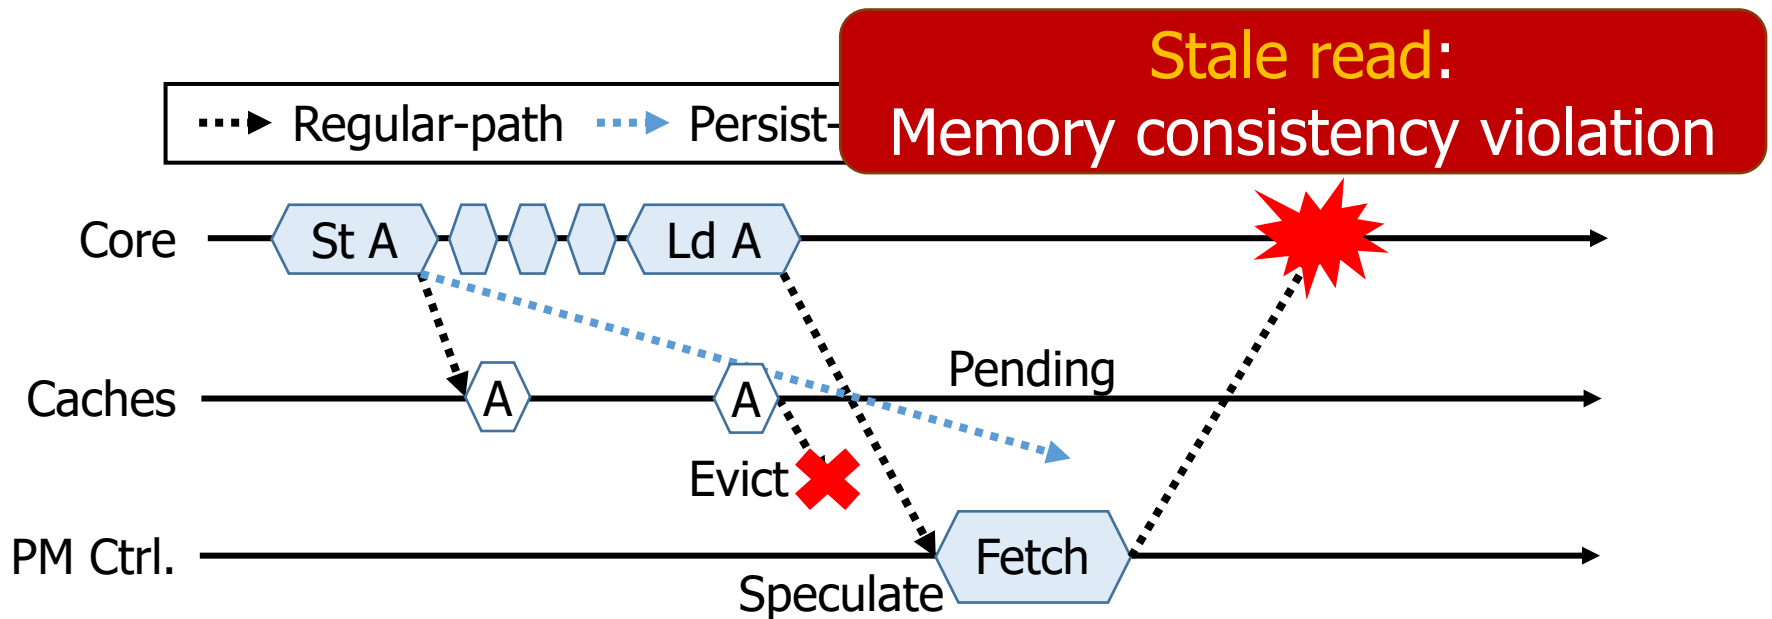 Stale read:
Memory consistency violation
Regular-path Persist-
Core St A Ld A
Pending
Caches A A
Evict
PM Ctrl. Fetch
Speculate